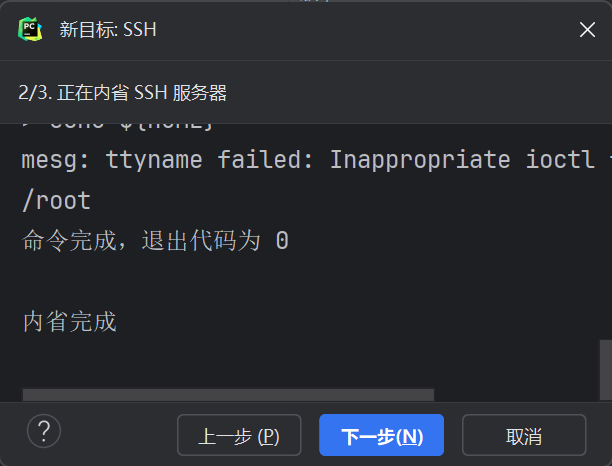 新目标: SSH
2/3. 正在内省 SSH 服务器
> echo ${HOME}
mesg: ttyname failed: Inappropriate ioctl
/root
命令完成，退出代码为 0
内省完成
?
上一步 (P)
下一步(N)
取消